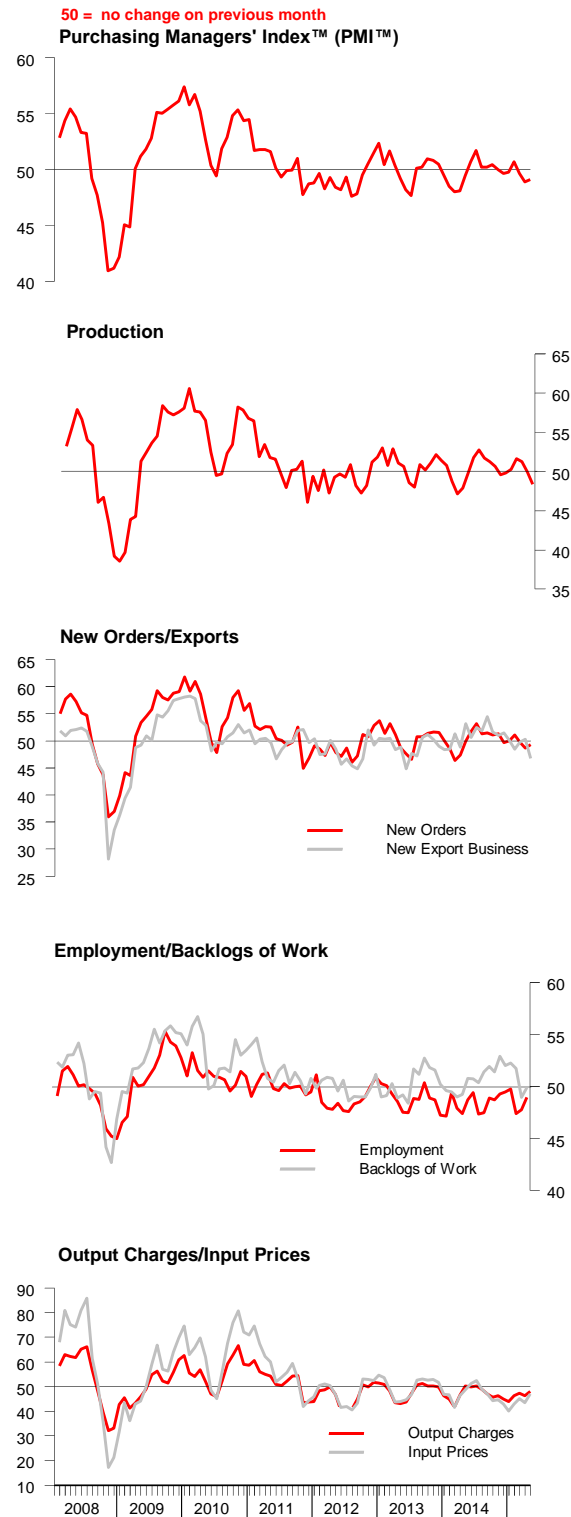 50 = no change on previous month
Purchasing Managers' Index™ (PMI™)
60
55
50
45
40
Production
65
60
55
50
45
40
35
New Orders/Exports
65
60
55
50
45
40
35
30
25
New Orders
New Export Business
Employment/Backlogs of Work
60
55
50
45
40
Employment
Backlogs of Work
Output Charges/Input Prices
90
80
70
60
50
40
30
20
10
Output Charges
Input Prices
2008 2009 2010 2011 2012 2013 2014